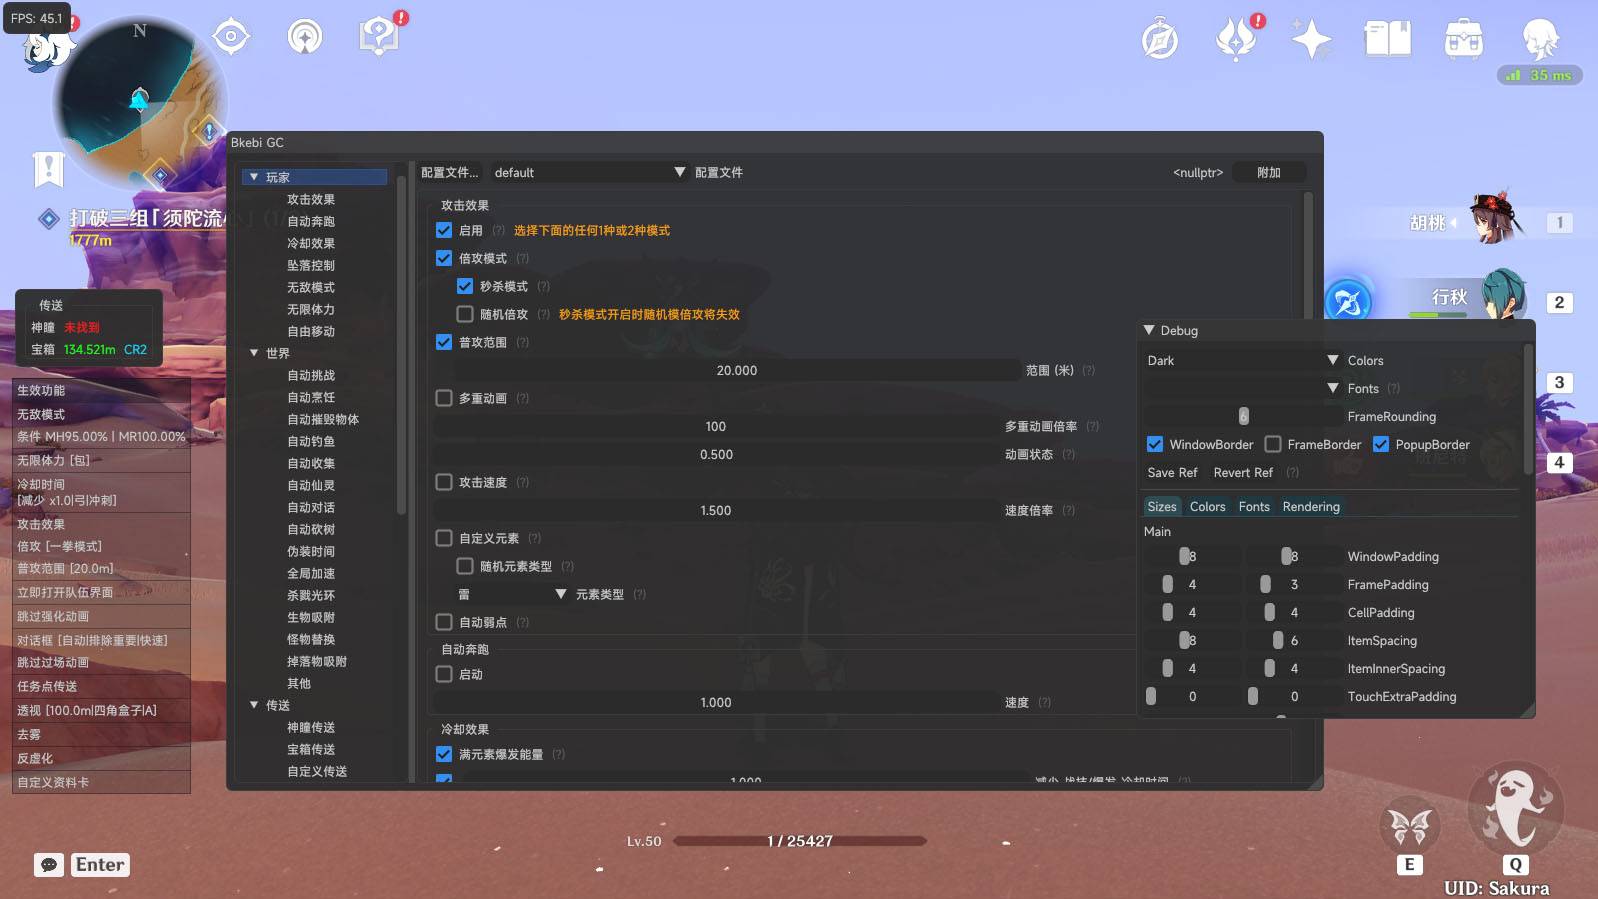 FPS: 45.1
N
35 ms
打破三组「须陀流
1777m
胡桃
1
行秋
2
3
4
传送
神瞳 未找到
宝箱 134.521m CR2
生效功能
无敌模式
条件 MH95.00% | MR100.00%
无限体力 [包]
冷却时间
[减少 x1.0|弓|冲刺]
攻击效果
倍攻 [一拳模式]
普攻范围 [20.0m]
立即打开队伍界面
跳过强化动画
对话框 [自动|排除重要|快速]
跳过过场动画
任务点传送
透视 [100.0m|四角盒子|A]
去雾
反虚化
自定义资料卡
Bkebi GC
玩家
攻击效果
自动奔跑
冷却效果
坠落控制
无敌模式
无限体力
自由移动
世界
自动挑战
自动烹饪
自动摧毁物体
自动钓鱼
自动收集
自动仙灵
自动对话
自动砍树
伪装时间
全局加速
杀戮光环
生物吸附
怪物替换
掉落物吸附
其他
传送
神瞳传送
宝箱传送
自定义传送
配置文件... default 配置文件 <nullptr> 附加
攻击效果
启用 (?) 选择下面的任何1种或2种模式
倍攻模式 (?)
秒杀模式 (?)
随机倍攻 (?) 秒杀模式开启时随机模倍攻将失效
普攻范围 (?)
20.000 范围 (米) (?)
多重动画 (?)
100 多重动画倍率 (?)
0.500 动画状态 (?)
攻击速度 (?)
1.500 速度倍率 (?)
自定义元素 (?)
随机元素类型 (?)
雷 元素类型 (?)
自动弱点 (?)
自动奔跑
启动
1.000 速度 (?)
冷却效果
满元素爆发能量 (?)
1.000 减少 战技/爆发 冷却时间 (?)
Debug
Dark Colors
Fonts (?)
6 FrameRounding
WindowBorder FrameBorder PopupBorder
Save Ref Revert Ref (?)
Sizes Colors Fonts Rendering
Main
8 8 WindowPadding
4 3 FramePadding
4 4 CellPadding
8 6 ItemSpacing
4 4 ItemInnerSpacing
0 0 TouchExtraPadding
Lv.50 1 / 25427
Enter
E
Q
UID: Sakura